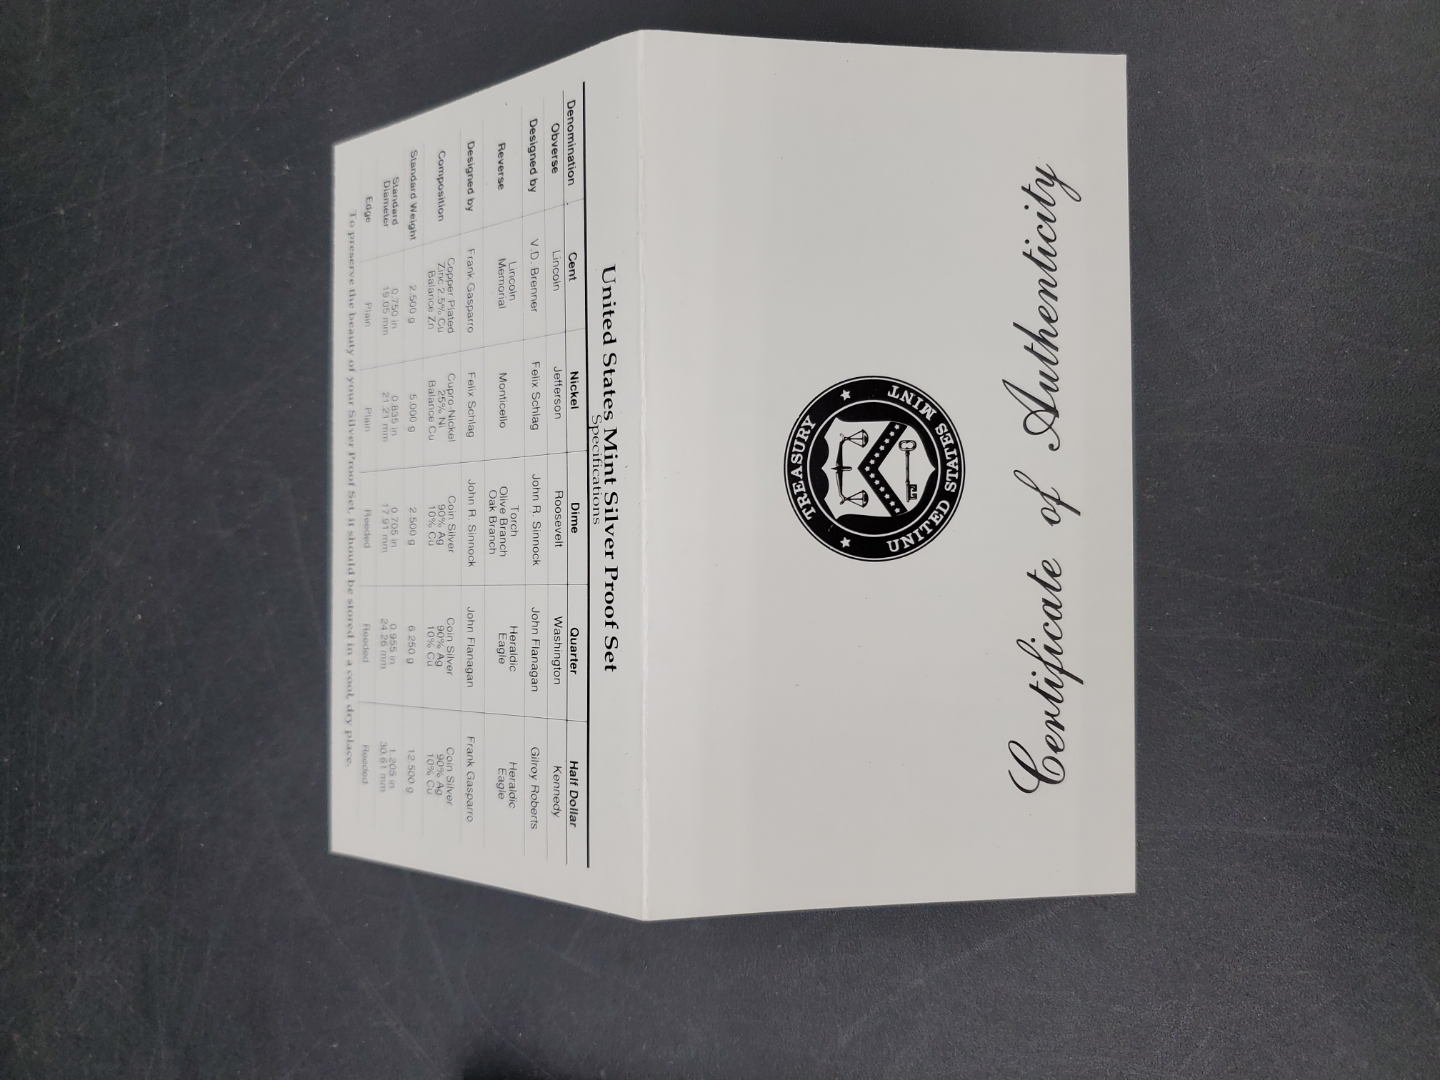 United States Mint Silver Proof Set
Specifications
Denomination Cent Nickel Dime Quarter Half Dollar
Obverse Lincoln Jefferson Roosevelt Washington Kennedy
Designed by V.D. Brenner Felix Schlag John R. Sinnock John Flanagan Gilroy Roberts
Reverse Lincoln Memorial Monticello Torch Olive Branch Oak Branch Heraldic Eagle Heraldic Eagle
Designed by Frank Gasparro Felix Schlag John R. Sinnock John Flanagan Frank Gasparro
Composition Copper Plated Zinc 2.5% Cu Balance Zn Cupro-Nickel 25% Ni Balance Cu Coin Silver 90% Ag 10% Cu Coin Silver 90% Ag 10% Cu Coin Silver 90% Ag 10% Cu
Standard Weight 2.500 g 5.000 g 2.500 g 6.250 g 12.500 g
Standard Diameter 0.750 in 19.05 mm 0.835 in 21.21 mm 0.705 in 17.91 mm 0.955 in 24.26 mm 1.205 in 30.61 mm
Edge Plain Plain Reeded Reeded Reeded
To preserve the beauty of your Silver Proof Set, it should be stored in a cool, dry place.
Certificate of Authenticity
UNITED STATES MINT
TREASURY